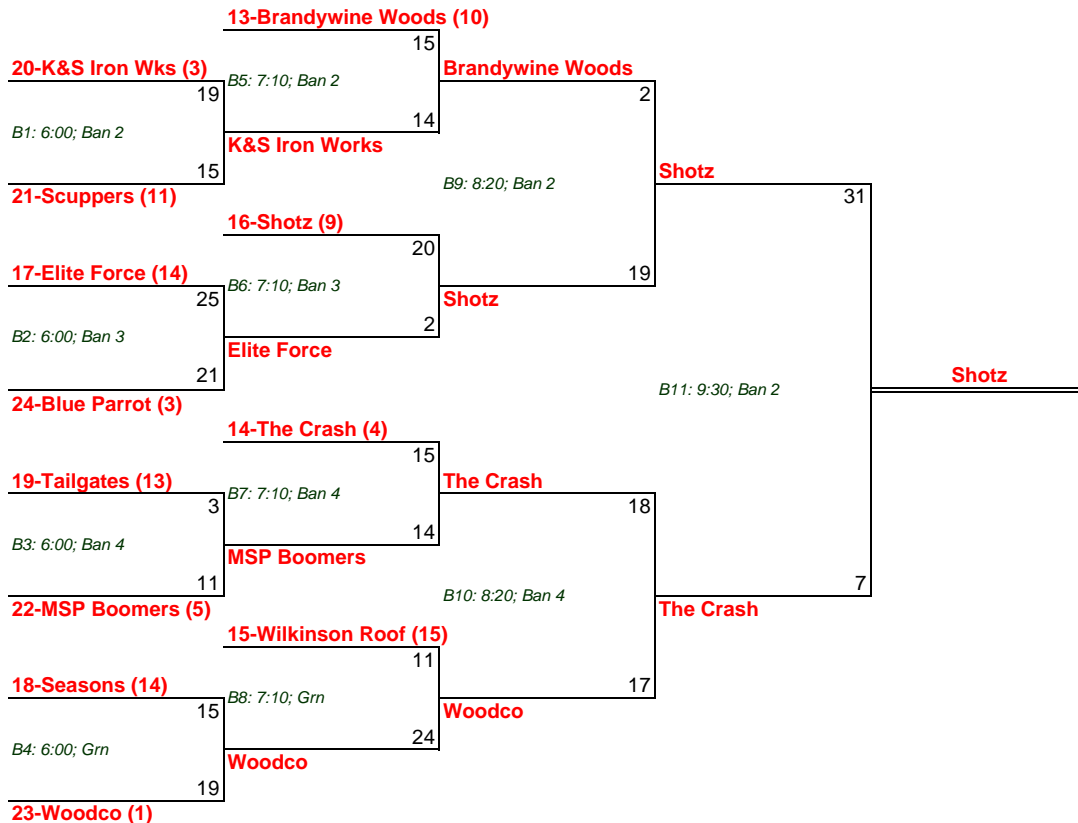 13-Brandywine Woods (10)
15
20-K&S Iron Wks (3)
B5: 7:10; Ban 2
Brandywine Woods
19
2
B1: 6:00; Ban 2
14
K&S Iron Works
15
Shotz
21-Scuppers (11)
B9: 8:20; Ban 2
31
16-Shotz (9)
20
17-Elite Force (14)
B6: 7:10; Ban 3
19
25
Shotz
B2: 6:00; Ban 3
2
Elite Force
21
24-Blue Parrot (3)
B11: 9:30; Ban 2
Shotz
14-The Crash (4)
15
19-Tailgates (13)
B7: 7:10; Ban 4
The Crash
3
18
B3: 6:00; Ban 4
14
MSP Boomers
11
7
22-MSP Boomers (5)
B10: 8:20; Ban 4
The Crash
15-Wilkinson Roof (15)
11
18-Seasons (14)
B8: 7:10; Grn
17
15
Woodco
B4: 6:00; Grn
24
Woodco
19
23-Woodco (1)